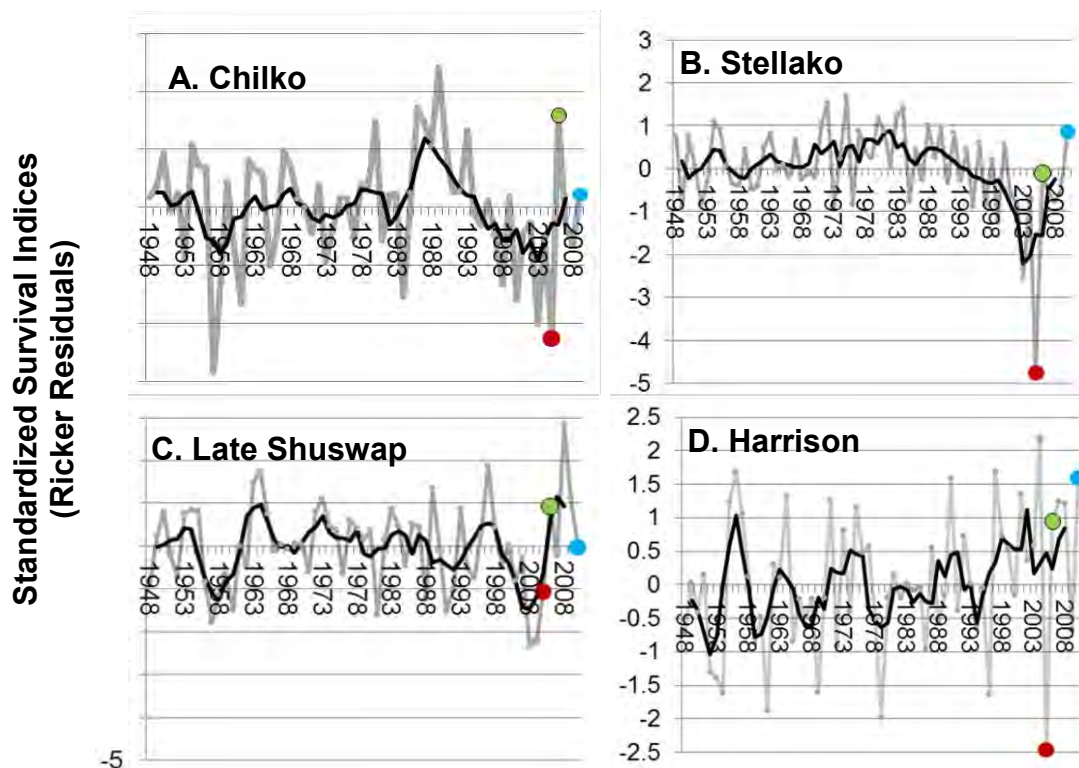 Standardized Survival Indices
(Ricker Residuals)
A. Chilko
1948 1953 1958 1963 1968 1973 1978 1983 1988 1993 1998 2003 2008
B. Stellako
3
2
1
0
-1
-2
-3
-4
-5
1948 1953 1958 1963 1968 1973 1978 1983 1988 1993 1998 2003 2008
C. Late Shuswap
1948 1953 1958 1963 1968 1973 1978 1983 1988 1993 1998 2003 2008
-5
D. Harrison
2.5
2
1.5
1
0.5
0
-0.5
-1
-1.5
-2
-2.5
1948 1953 1958 1963 1968 1973 1978 1983 1988 1993 1998 2003 2008